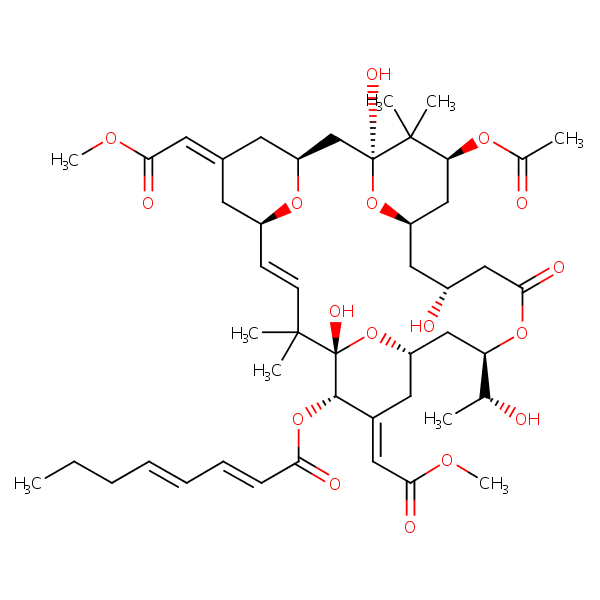 OH
H₃C CH₃
O O CH₃
H₃C O
O O O O
O
OH HO O
H₃C O
H₃C
O H₃C OH
O
H₃C O CH₃
O